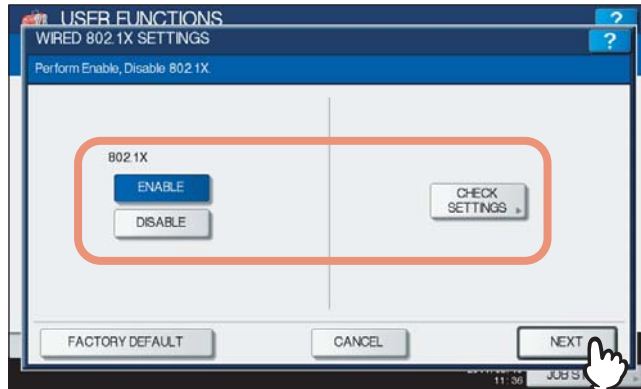 USER FUNCTIONS
?
WIRED 802.1X SETTINGS
?
Perform Enable, Disable 802.1X.
802.1X
ENABLE
DISABLE
CHECK
SETTINGS
FACTORY DEFAULT
CANCEL
NEXT
11:36